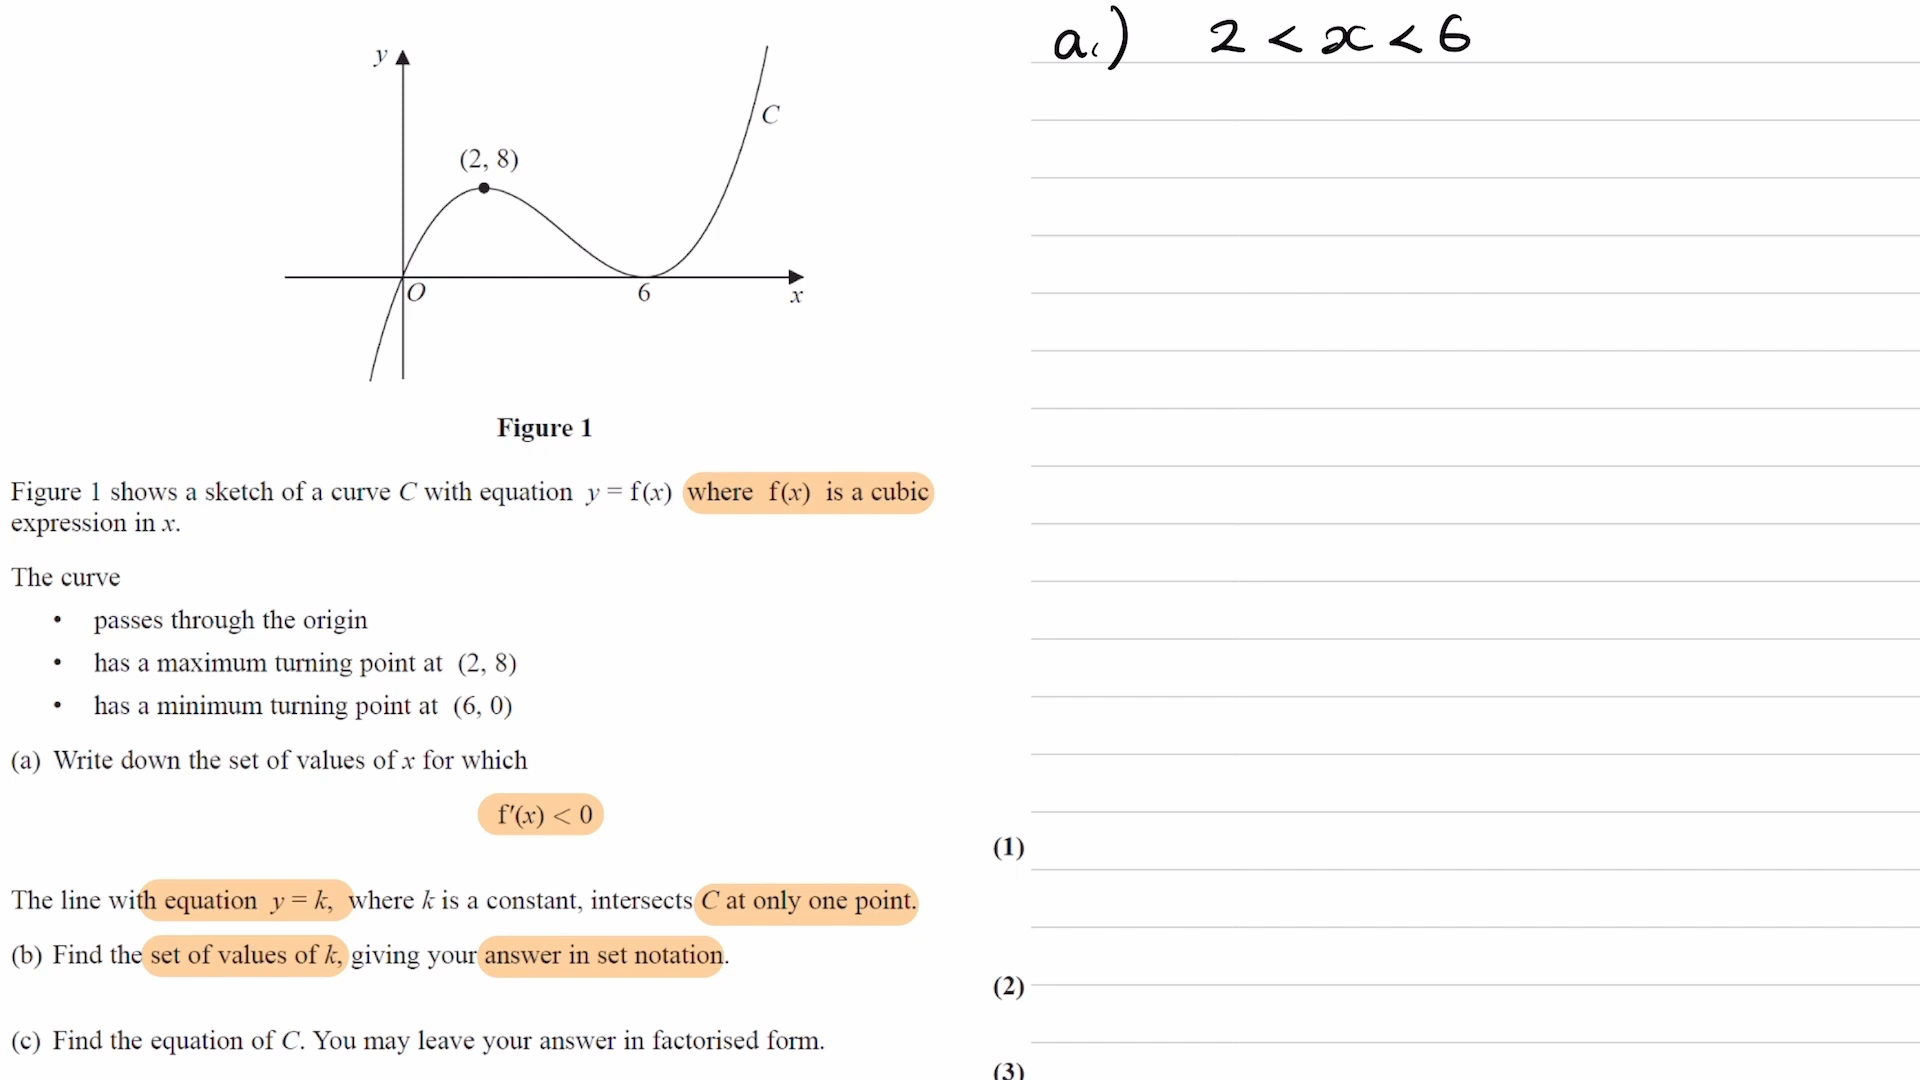 y
C
(2, 8)
O
6
x
Figure 1
Figure 1 shows a sketch of a curve C with equation y = f(x) where f(x) is a cubic
expression in x.
The curve
• passes through the origin
• has a maximum turning point at (2, 8)
• has a minimum turning point at (6, 0)
(a) Write down the set of values of x for which
f′(x) < 0
(1)
The line with equation y = k, where k is a constant, intersects C at only one point.
(b) Find the set of values of k, giving your answer in set notation.
(2)
(c) Find the equation of C. You may leave your answer in factorised form.
(3)
a.) 2 < x < 6